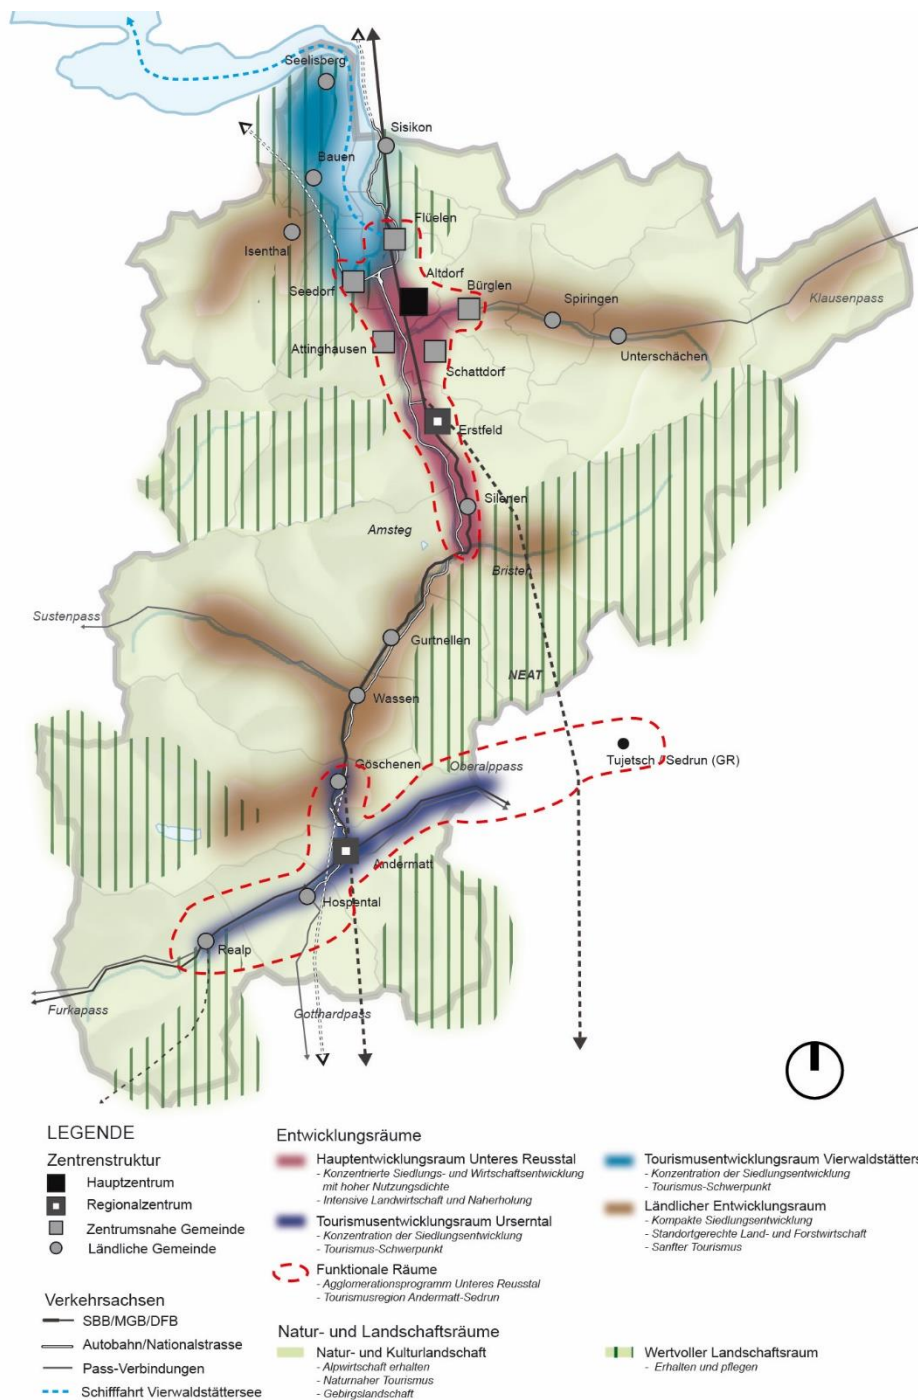 Seelisberg
Sisikon
Bauen
Flüelen
Isenthal
Altdorf
Bürglen
Seedorf
Spiringen
Klausenpass
Attinghausen
Unterschächen
Schattdorf
Erstfeld
Silenen
Amsteg
Bristen
Sustenpass
Gurtnellen
NEAT
Wassen
Tujetsch / Sedrun (GR)
Göschenen
Oberalppass
Andermatt
Hospental
Realp
Furkapass
Gotthardpass
LEGENDE
Zentrenstruktur
Hauptzentrum
Regionalzentrum
Zentrumsnahe Gemeinde
Ländliche Gemeinde
Verkehrsachsen
SBB/MGB/DFB
Autobahn/Nationalstrasse
Pass-Verbindungen
Schifffahrt Vierwaldstättersee
Entwicklungsräume
Hauptentwicklungsraum Unteres Reusstal
- Konzentrierte Siedlungs- und Wirtschaftsentwicklung
mit hoher Nutzungsdichte
- Intensive Landwirtschaft und Naherholung
Tourismusentwicklungsraum Urserntal
- Konzentration der Siedlungsentwicklung
- Tourismus-Schwerpunkt
Funktionale Räume
- Agglomerationsprogramm Unteres Reusstal
- Tourismusregion Andermatt-Sedrun
Tourismusentwicklungsraum Vierwaldstätters
- Konzentration der Siedlungsentwicklung
- Tourismus-Schwerpunkt
Ländlicher Entwicklungsraum
- Kompakte Siedlungsentwicklung
- Standortgerechte Land- und Forstwirtschaft
- Sanfter Tourismus
Natur- und Landschaftsräume
Natur- und Kulturlandschaft
- Alpwirtschaft erhalten
- Naturnaher Tourismus
- Gebirgslandschaft
Wertvoller Landschaftsraum
- Erhalten und pflegen